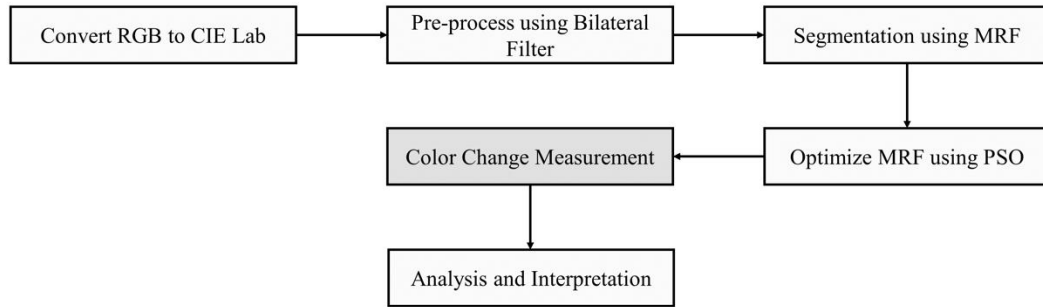 Convert RGB to CIE Lab
Pre-process using Bilateral
Filter
Segmentation using MRF
Optimize MRF using PSO
Color Change Measurement
Analysis and Interpretation